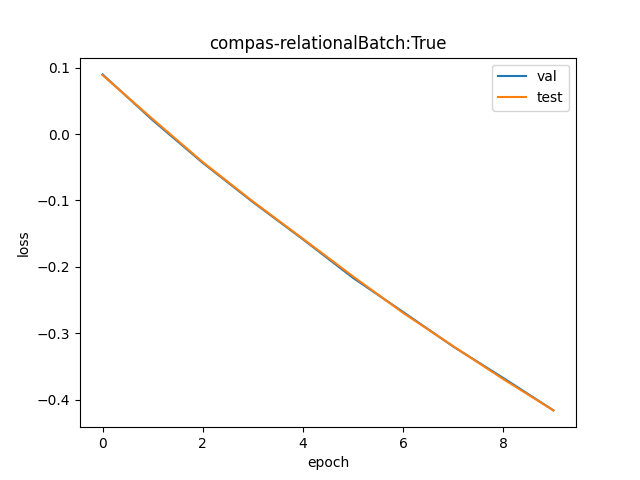 compas-relationalBatch:True
val
test
loss
0.1
0.0
−0.1
−0.2
−0.3
−0.4
0 2 4 6 8
epoch